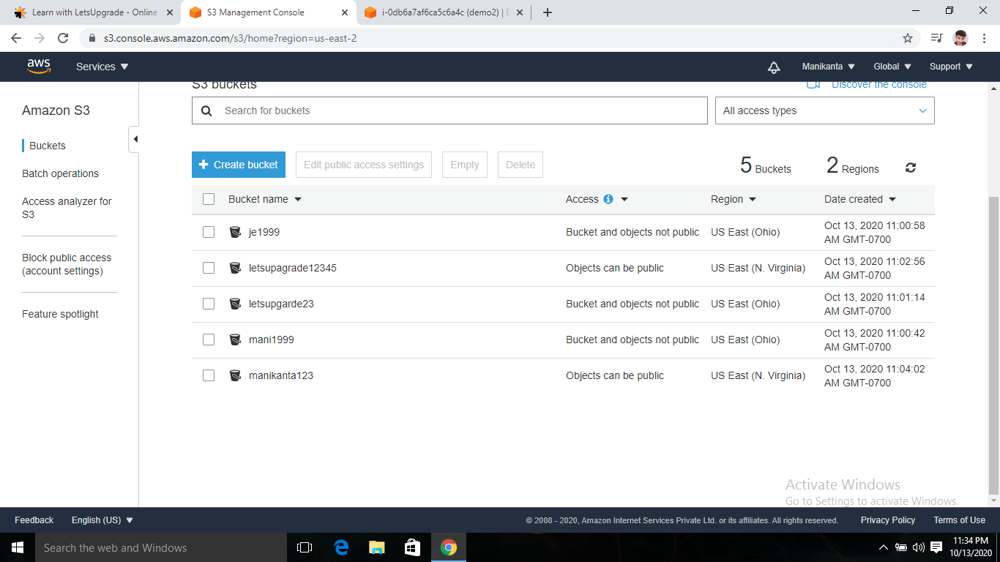 Learn with LetsUpgrade - Online
S3 Management Console
i-0db6a7af6ca5c6a4c (demo2) | E
s3.console.aws.amazon.com/s3/home?region=us-east-2
aws
Services
Manikanta
Global
Support
S3 buckets
Discover the console
Amazon S3
Buckets
Batch operations
Access analyzer for
S3
Block public access
(account settings)
Feature spotlight
Search for buckets
All access types
Create bucket
Edit public access settings
Empty
Delete
5 Buckets
2 Regions
Bucket name
Access
Region
Date created
je1999
Bucket and objects not public
US East (Ohio)
Oct 13, 2020 11:00:58
AM GMT-0700
letsupagrade12345
Objects can be public
US East (N. Virginia)
Oct 13, 2020 11:02:56
AM GMT-0700
letsupgarde23
Bucket and objects not public
US East (Ohio)
Oct 13, 2020 11:01:14
AM GMT-0700
mani1999
Bucket and objects not public
US East (Ohio)
Oct 13, 2020 11:00:42
AM GMT-0700
manikanta123
Objects can be public
US East (N. Virginia)
Oct 13, 2020 11:04:02
AM GMT-0700
Activate Windows
Go to Settings to activate Windows.
Feedback
English (US)
© 2008 - 2020, Amazon Internet Services Private Ltd. or its affiliates. All rights reserved.
Privacy Policy
Terms of Use
Search the web and Windows
11:34 PM
10/13/2020